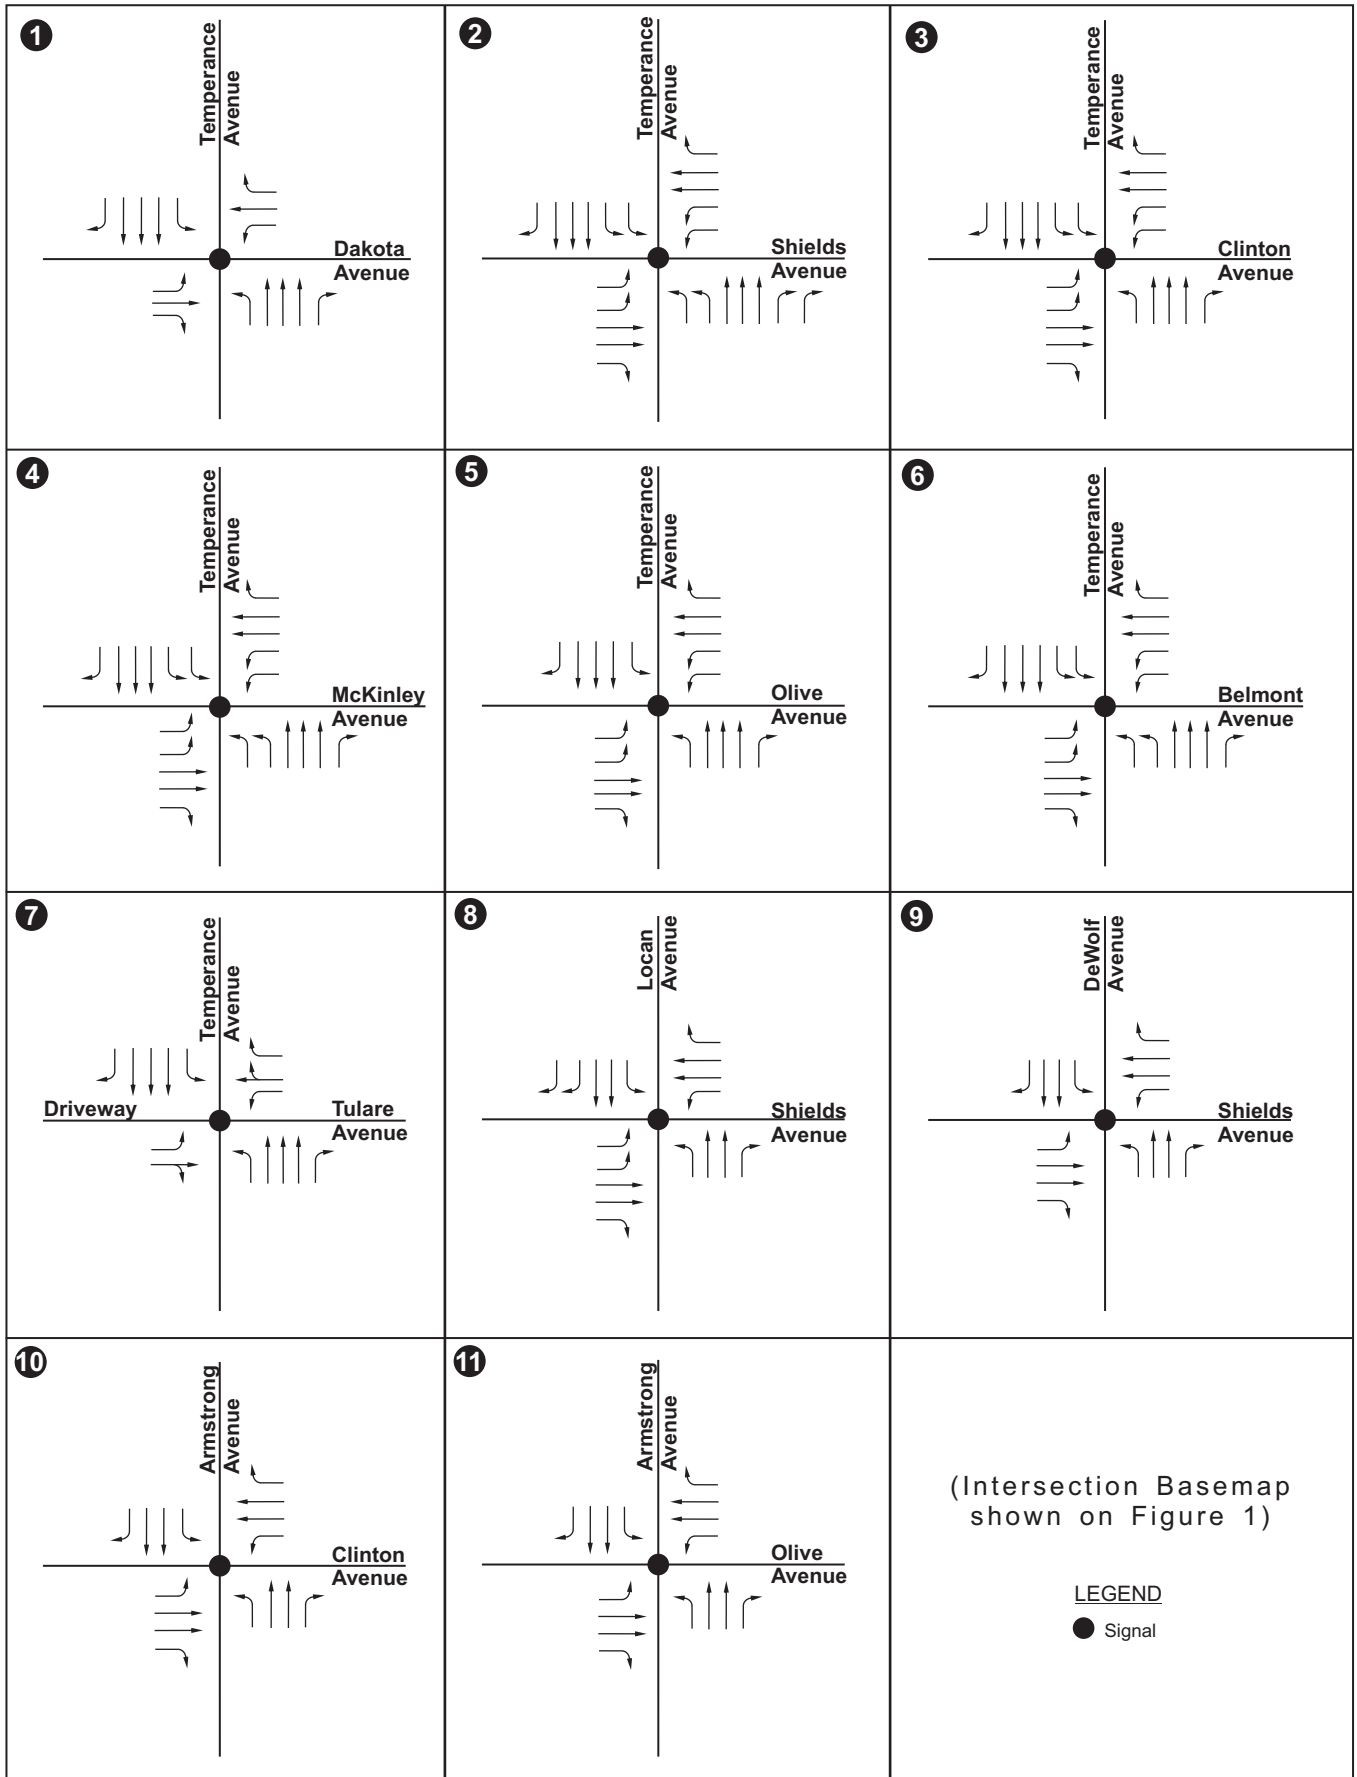 1
Temperance
Avenue
Dakota
Avenue
2
Temperance
Avenue
Shields
Avenue
3
Temperance
Avenue
Clinton
Avenue
4
Temperance
Avenue
McKinley
Avenue
5
Temperance
Avenue
Olive
Avenue
6
Temperance
Avenue
Belmont
Avenue
7
Temperance
Avenue
Driveway
Tulare
Avenue
8
Locan
Avenue
Shields
Avenue
9
DeWolf
Avenue
Shields
Avenue
10
Armstrong
Avenue
Clinton
Avenue
11
Armstrong
Avenue
Olive
Avenue
(Intersection Basemap
shown on Figure 1)
LEGEND
Signal